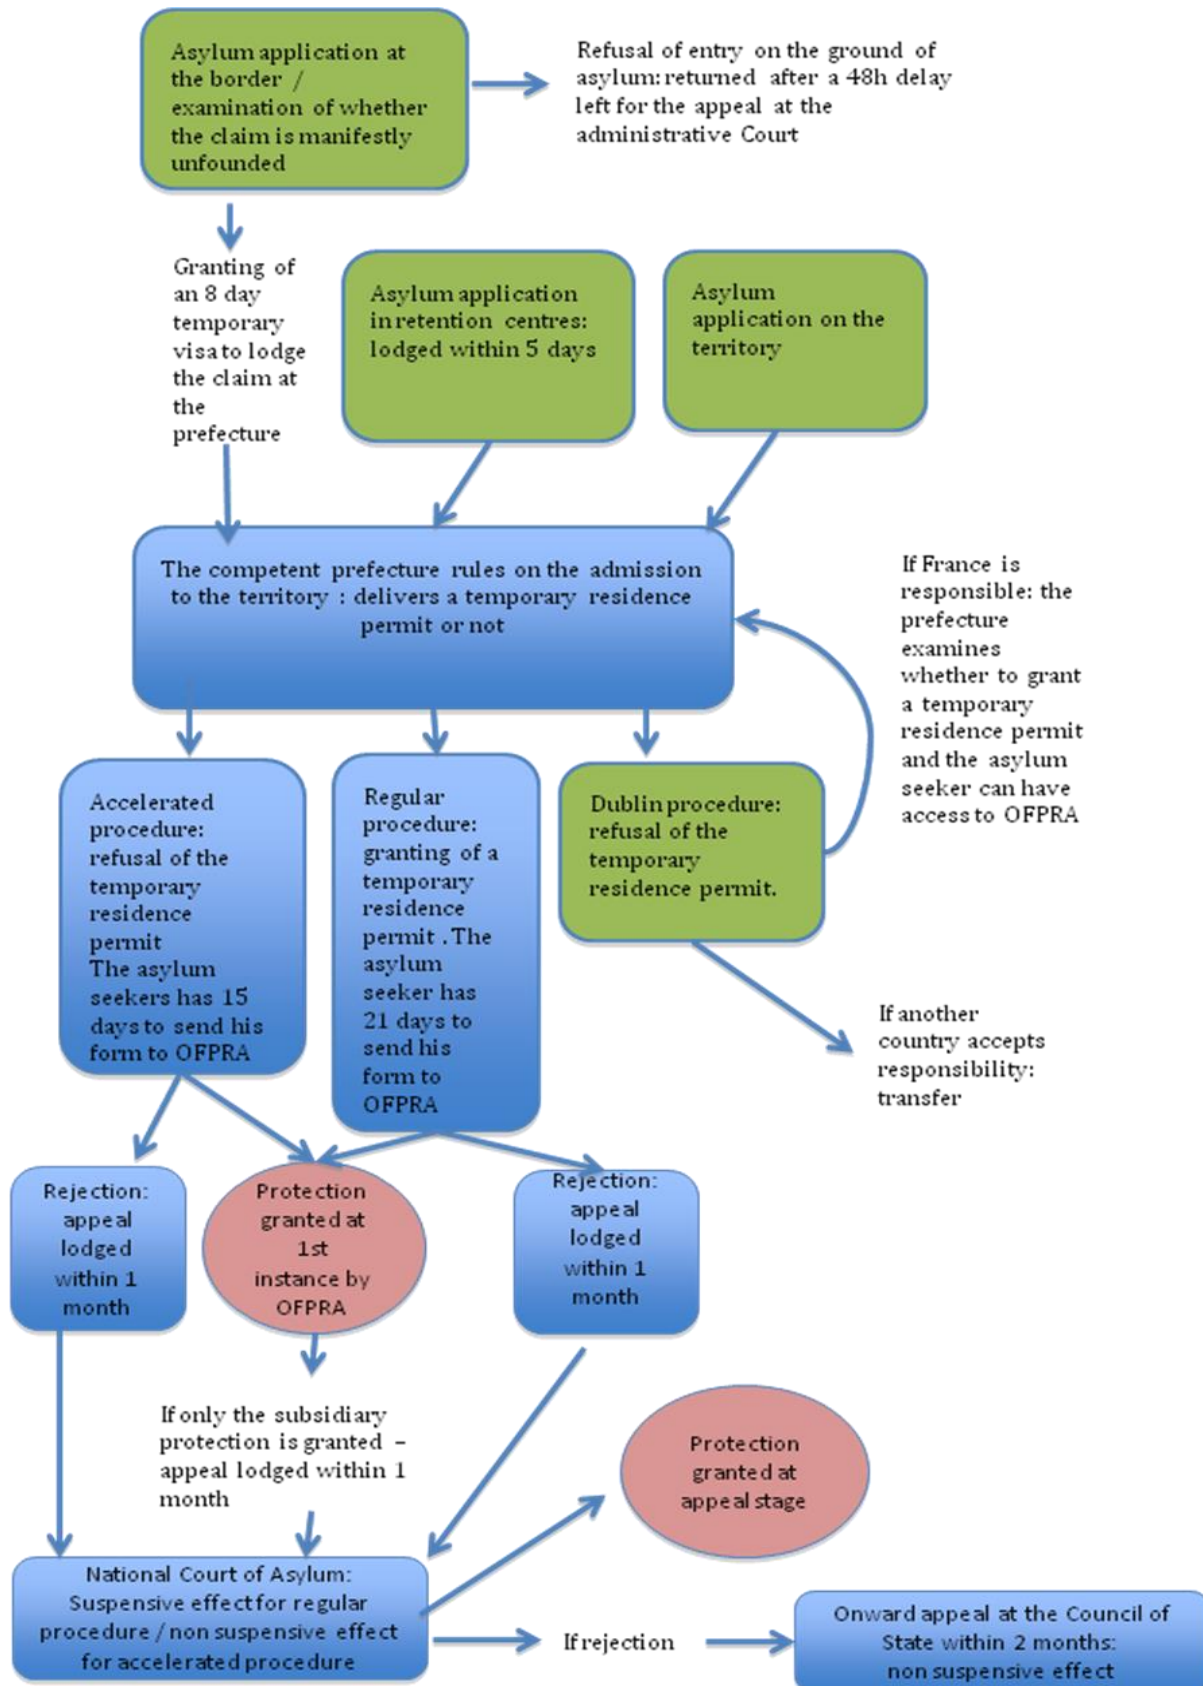 Asylum application at
the border /
examination of whether
the claim is manifestly
unfounded
Refusal of entry on the ground of
asylum: returned after a 48h delay
left for the appeal at the
administrative Court
Granting of
an 8 day
temporary
visa to lodge
the claim at
the
prefecture
Asylum application
in retention centres:
lodged within 5 days
Asylum
application on the
territory
The competent prefecture rules on the admission
to the territory : delivers a temporary residence
permit or not
If France is
responsible: the
prefecture
examines
whether to grant
a temporary
residence permit
and the asylum
seeker can have
access to OFPRA
Accelerated
procedure:
refusal of the
temporary
residence
permit
The asylum
seekers has 15
days to send his
form to OFPRA
Regular
procedure:
granting of a
temporary
residence
permit . The
asylum
seeker has
21 days to
send his
form to
OFPRA
Dublin procedure:
refusal of the
temporary
residence permit.
If another
country accepts
responsibility:
transfer
Rejection:
appeal
lodged
within 1
month
Protection
granted at
1st
instance by
OFPRA
Rejection:
appeal
lodged
within 1
month
If only the subsidiary
protection is granted –
appeal lodged within 1
month
Protection
granted at
appeal stage
National Court of Asylum:
Suspensive effect for regular
procedure / non suspensive effect
for accelerated procedure
If rejection
Onward appeal at the Council of
State within 2 months:
non suspensive effect